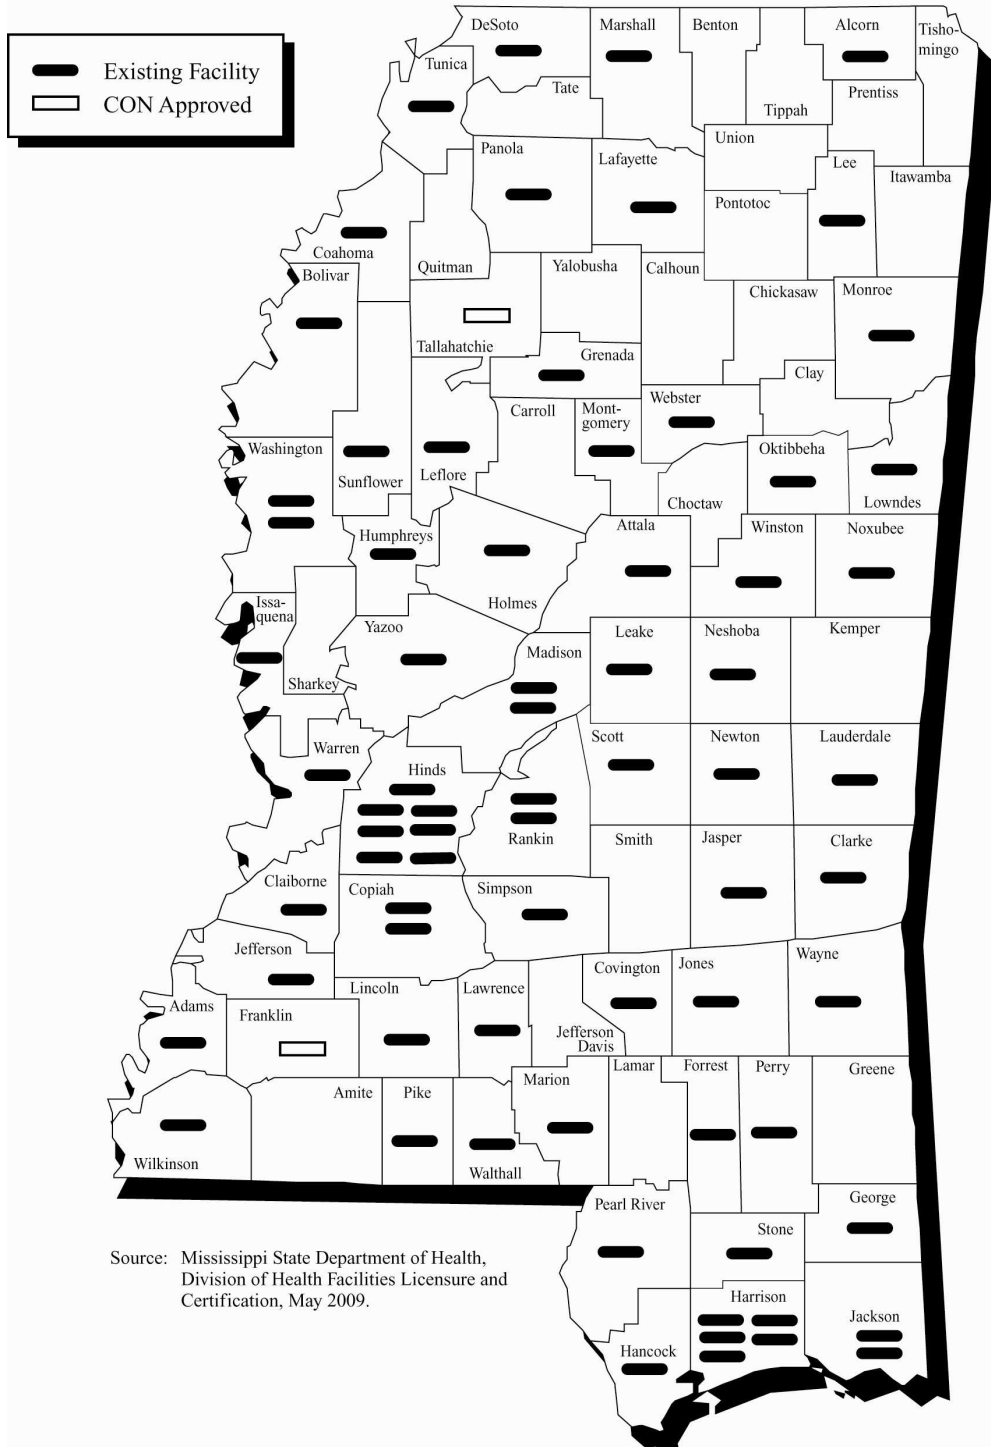 Existing Facility
CON Approved
DeSoto
Marshall
Benton
Alcorn
Tisho-
mingo
Tunica
Tate
Tippah
Prentiss
Panola
Lafayette
Union
Lee
Itawamba
Pontotoc
Coahoma
Quitman
Yalobusha
Calhoun
Bolivar
Chickasaw
Monroe
Tallahatchie
Grenada
Clay
Webster
Carroll
Mont-
gomery
Washington
Sunflower
Leflore
Oktibbeha
Choctaw
Lowndes
Humphreys
Attala
Winston
Noxubee
Holmes
Issa-
quena
Yazoo
Leake
Neshoba
Kemper
Madison
Sharkey
Warren
Scott
Newton
Lauderdale
Hinds
Rankin
Smith
Jasper
Clarke
Claiborne
Copiah
Simpson
Jefferson
Covington
Jones
Wayne
Lincoln
Lawrence
Adams
Franklin
Jefferson
Davis
Amite
Pike
Marion
Lamar
Forrest
Perry
Greene
Wilkinson
Walthall
Pearl River
George
Stone
Source: Mississippi State Department of Health,
Division of Health Facilities Licensure and
Certification, May 2009.
Harrison
Jackson
Hancock